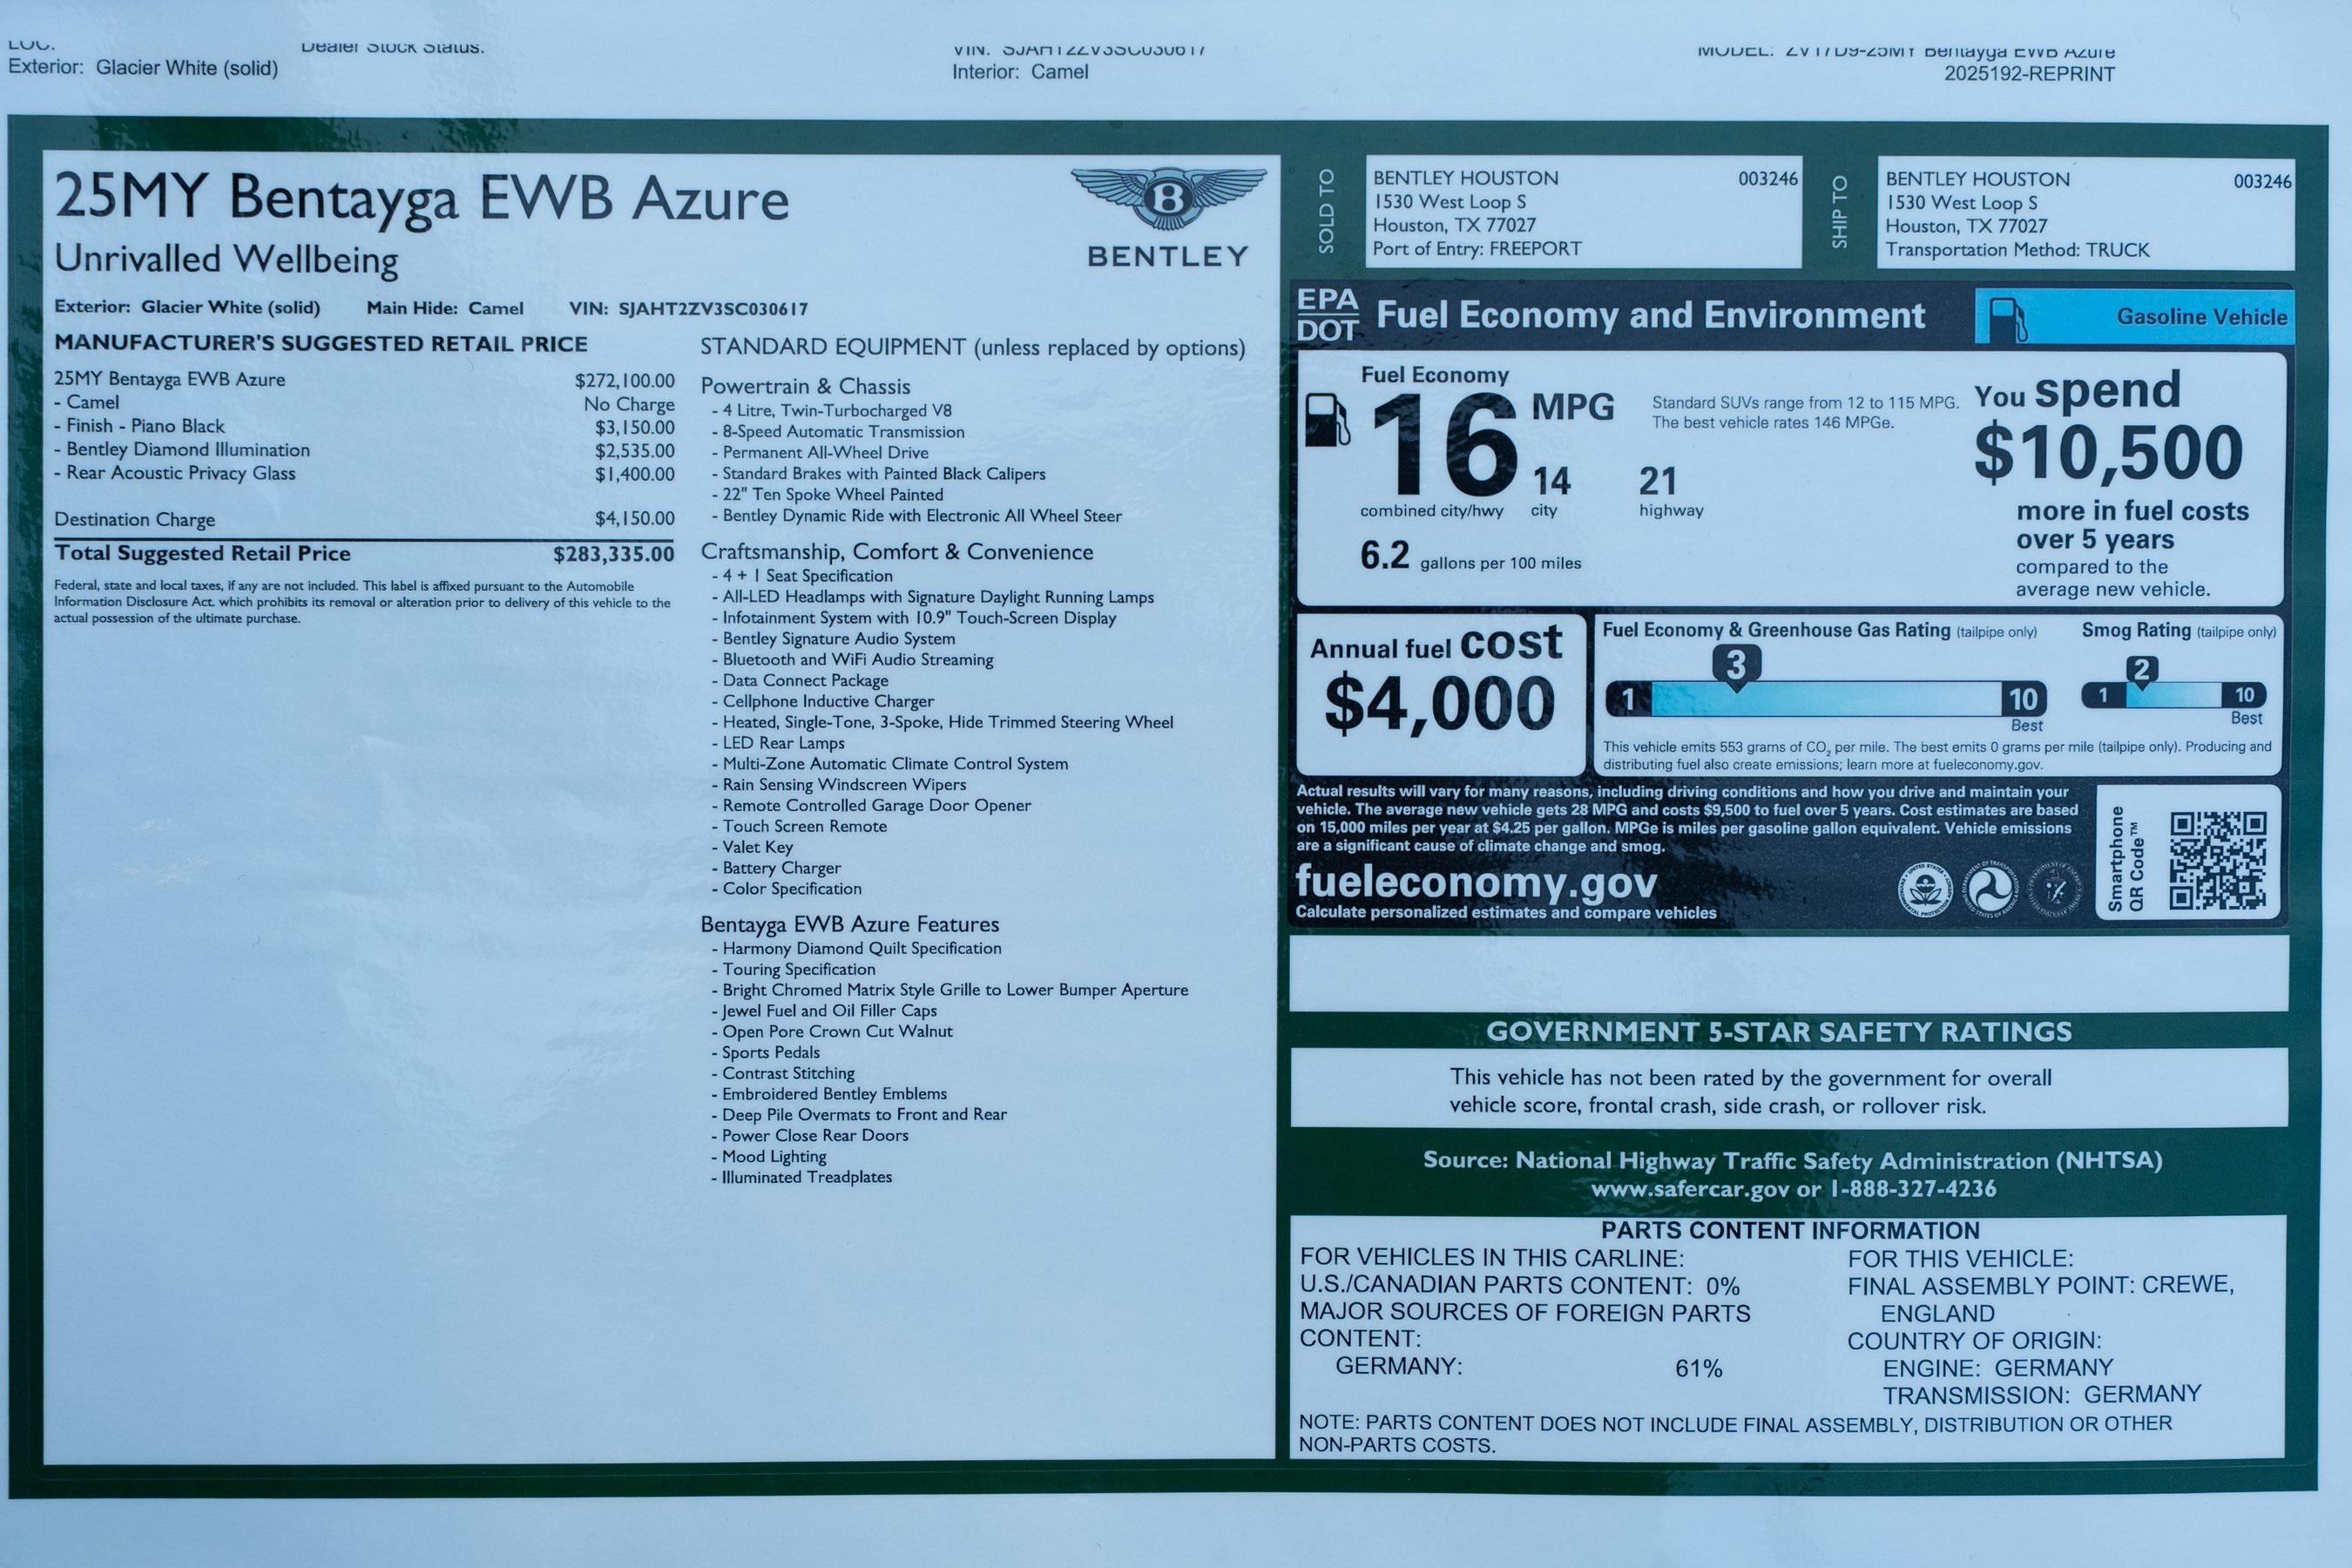 Exterior: Glacier White (solid)
Dealer Stock Status:
VIN: SJAHT2ZV3SC030617
Interior: Camel
MODEL: ZV17D9-25MY Bentayga EWB Azure
2025192-REPRINT
25MY Bentayga EWB Azure
Unrivalled Wellbeing
BENTLEY
Exterior: Glacier White (solid) Main Hide: Camel VIN: SJAHT2ZV3SC030617
MANUFACTURER'S SUGGESTED RETAIL PRICE
25MY Bentayga EWB Azure $272,100.00
- Camel No Charge
- Finish - Piano Black $3,150.00
- Bentley Diamond Illumination $2,535.00
- Rear Acoustic Privacy Glass $1,400.00
Destination Charge $4,150.00
Total Suggested Retail Price $283,335.00
Federal, state and local taxes, if any are not included. This label is affixed pursuant to the Automobile
Information Disclosure Act. which prohibits its removal or alteration prior to delivery of this vehicle to the
actual possession of the ultimate purchase.
STANDARD EQUIPMENT (unless replaced by options)
Powertrain & Chassis
- 4 Litre, Twin-Turbocharged V8
- 8-Speed Automatic Transmission
- Permanent All-Wheel Drive
- Standard Brakes with Painted Black Calipers
- 22" Ten Spoke Wheel Painted
- Bentley Dynamic Ride with Electronic All Wheel Steer
Craftsmanship, Comfort & Convenience
- 4 + 1 Seat Specification
- All-LED Headlamps with Signature Daylight Running Lamps
- Infotainment System with 10.9" Touch-Screen Display
- Bentley Signature Audio System
- Bluetooth and WiFi Audio Streaming
- Data Connect Package
- Cellphone Inductive Charger
- Heated, Single-Tone, 3-Spoke, Hide Trimmed Steering Wheel
- LED Rear Lamps
- Multi-Zone Automatic Climate Control System
- Rain Sensing Windscreen Wipers
- Remote Controlled Garage Door Opener
- Touch Screen Remote
- Valet Key
- Battery Charger
- Color Specification
Bentayga EWB Azure Features
- Harmony Diamond Quilt Specification
- Touring Specification
- Bright Chromed Matrix Style Grille to Lower Bumper Aperture
- Jewel Fuel and Oil Filler Caps
- Open Pore Crown Cut Walnut
- Sports Pedals
- Contrast Stitching
- Embroidered Bentley Emblems
- Deep Pile Overmats to Front and Rear
- Power Close Rear Doors
- Mood Lighting
- Illuminated Treadplates
SOLD TO
BENTLEY HOUSTON 003246
1530 West Loop S
Houston, TX 77027
Port of Entry: FREEPORT
SHIP TO
BENTLEY HOUSTON 003246
1530 West Loop S
Houston, TX 77027
Transportation Method: TRUCK
EPA
DOT
Fuel Economy and Environment
Gasoline Vehicle
Fuel Economy
16 MPG
14 21
combined city/hwy city highway
6.2 gallons per 100 miles
Standard SUVs range from 12 to 115 MPG.
The best vehicle rates 146 MPGe.
You spend
$10,500
more in fuel costs
over 5 years
compared to the
average new vehicle.
Annual fuel cost
$4,000
Fuel Economy & Greenhouse Gas Rating (tailpipe only)
3
1 10
Best
Smog Rating (tailpipe only)
2
1 10
Best
This vehicle emits 553 grams of CO2 per mile. The best emits 0 grams per mile (tailpipe only). Producing and
distributing fuel also create emissions; learn more at fueleconomy.gov.
Actual results will vary for many reasons, including driving conditions and how you drive and maintain your
vehicle. The average new vehicle gets 28 MPG and costs $9,500 to fuel over 5 years. Cost estimates are based
on 15,000 miles per year at $4.25 per gallon. MPGe is miles per gasoline gallon equivalent. Vehicle emissions
are a significant cause of climate change and smog.
fueleconomy.gov
Calculate personalized estimates and compare vehicles
Smartphone
QR Code™
GOVERNMENT 5-STAR SAFETY RATINGS
This vehicle has not been rated by the government for overall
vehicle score, frontal crash, side crash, or rollover risk.
Source: National Highway Traffic Safety Administration (NHTSA)
www.safercar.gov or 1-888-327-4236
PARTS CONTENT INFORMATION
FOR VEHICLES IN THIS CARLINE:
U.S./CANADIAN PARTS CONTENT: 0%
MAJOR SOURCES OF FOREIGN PARTS
CONTENT:
GERMANY: 61%
FOR THIS VEHICLE:
FINAL ASSEMBLY POINT: CREWE,
ENGLAND
COUNTRY OF ORIGIN:
ENGINE: GERMANY
TRANSMISSION: GERMANY
NOTE: PARTS CONTENT DOES NOT INCLUDE FINAL ASSEMBLY, DISTRIBUTION OR OTHER
NON-PARTS COSTS.